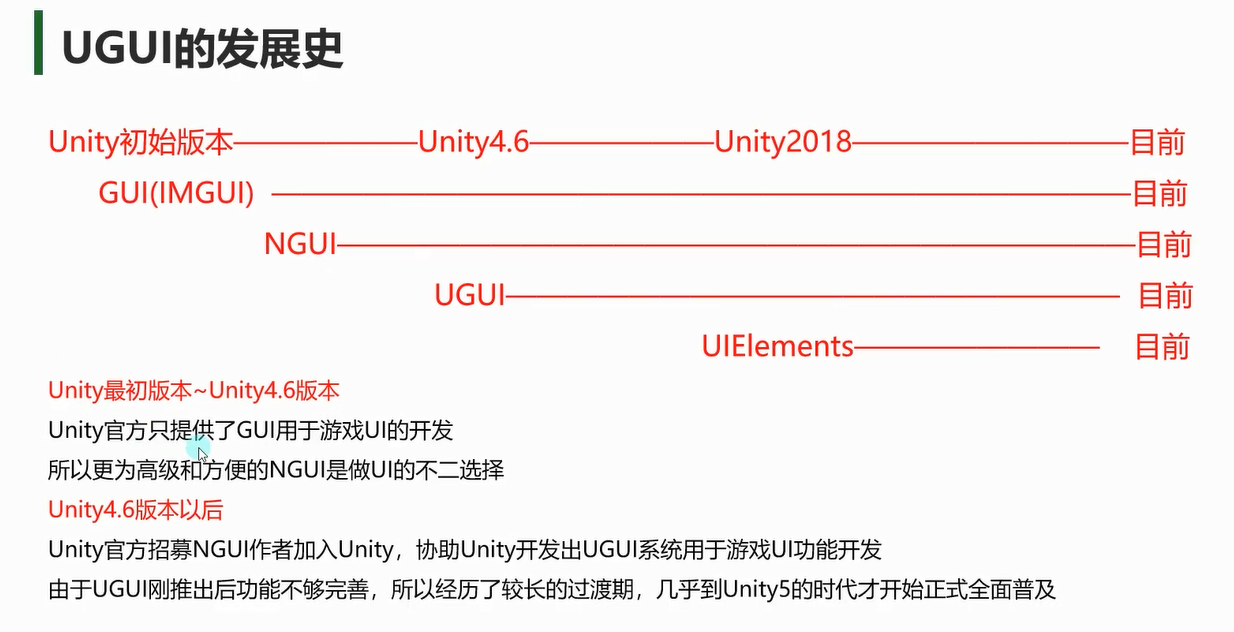 UGUI的发展史
Unity初始版本——————Unity4.6——————Unity2018—————————目前
GUI(IMGUI) ————————————————————————————目前
NGUI——————————————————————————目前
UGUI———————————————————— 目前
UIElements———————— 目前
Unity最初版本~Unity4.6版本
Unity官方只提供了GUI用于游戏UI的开发
所以更为高级和方便的NGUI是做UI的不二选择
Unity4.6版本以后
Unity官方招募NGUI作者加入Unity，协助Unity开发出UGUI系统用于游戏UI功能开发
由于UGUI刚推出后功能不够完善，所以经历了较长的过渡期，几乎到Unity5的时代才开始正式全面普及